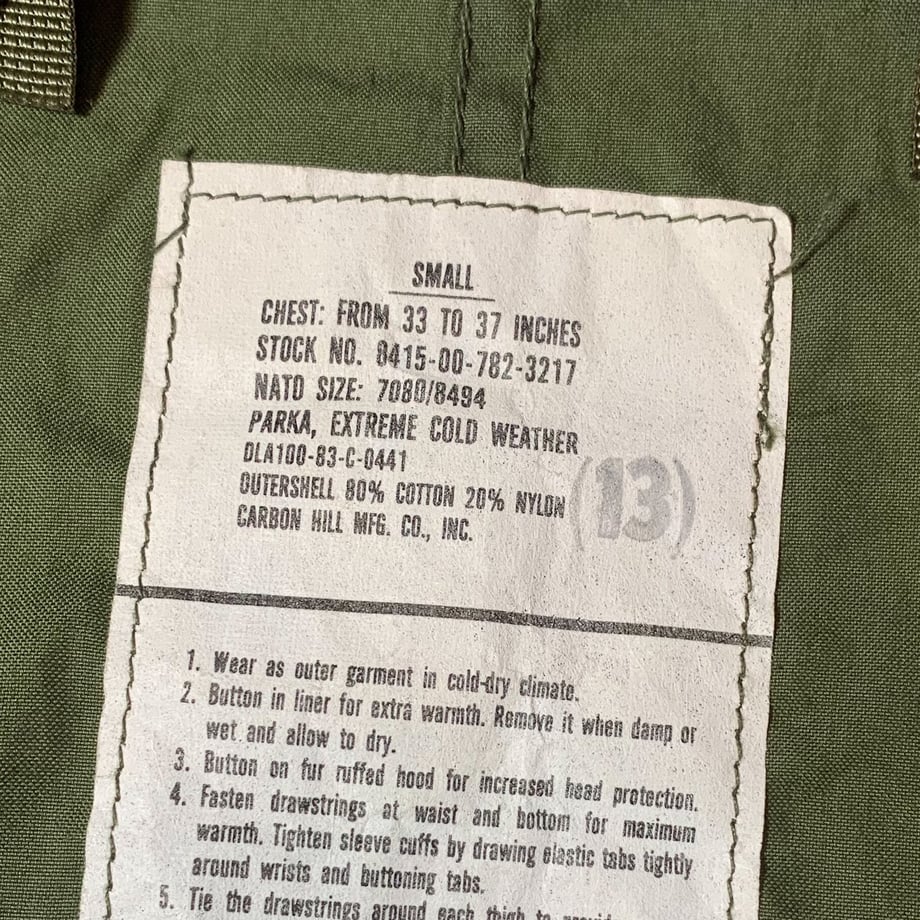 SMALL
CHEST: FROM 33 TO 37 INCHES
STOCK NO. 8415-00-782-3217
NATO SIZE: 7080/8494
PARKA, EXTREME COLD WEATHER
DLA100-83-C-0441
OUTERSHELL 80% COTTON 20% NYLON
CARBON HILL MFG. CO., INC.
(13)
1. Wear as outer garment in cold-dry climate.
2. Button in liner for extra warmth. Remove it when damp or
wet and allow to dry.
3. Button on fur ruffed hood for increased head protection.
4. Fasten drawstrings at waist and bottom for maximum
warmth. Tighten sleeve cuffs by drawing elastic tabs tightly
around wrists and buttoning tabs.
5. Tie the drawstrings around each thigh to